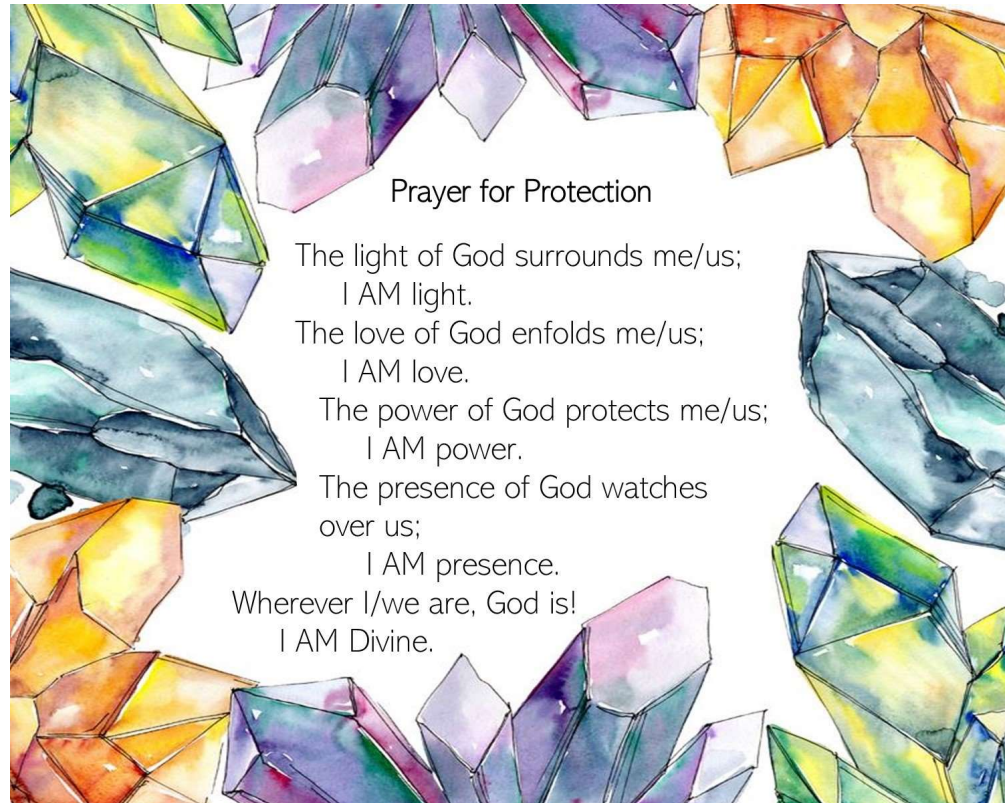 Prayer for Protection
The light of God surrounds me/us;
I AM light.
The love of God enfolds me/us;
I AM love.
The power of God protects me/us;
I AM power.
The presence of God watches
over us;
I AM presence.
Wherever I/we are, God is!
I AM Divine.